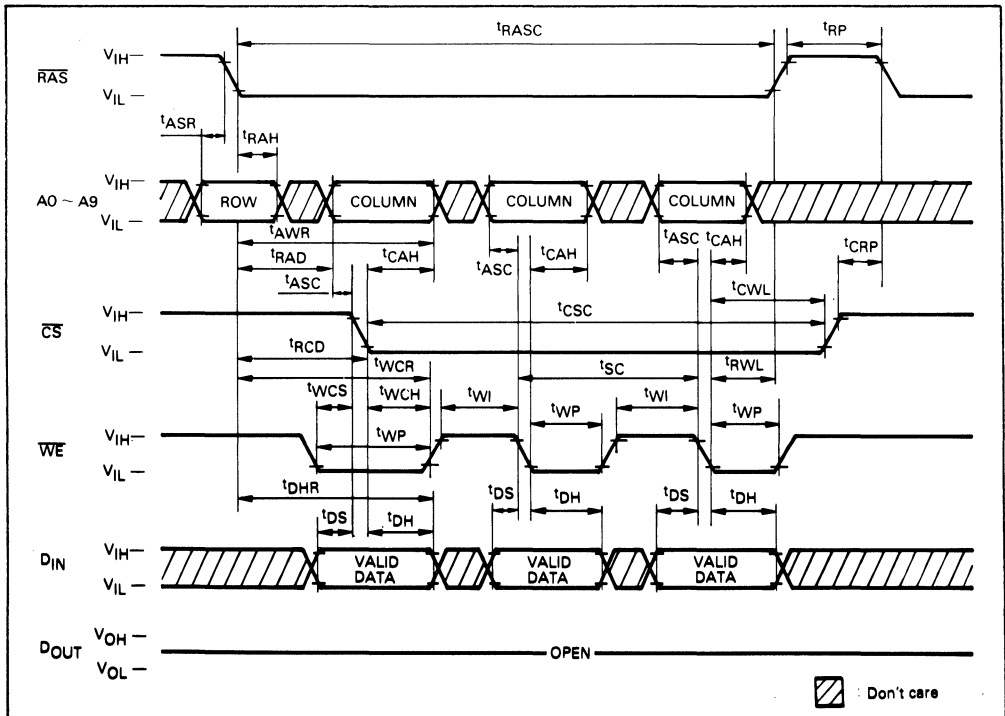 tRASC
tRP
RAS
VIH
VIL
tASR
tRAH
A0 ~ A9
VIH
VIL
ROW
COLUMN
COLUMN
COLUMN
tAWR
tRAD
tCAH
tASC
tCAH
tASC
tCAH
tCRP
tASC
tCWL
CS
VIH
VIL
tCSC
tRCD
tWCR
tSC
tRWL
tWCS
tWCH
tWI
tWI
tWP
tWP
tWP
WE
VIH
VIL
tDHR
tDS
tDH
tDS
tDH
tDS
tDH
DIN
VIH
VIL
VALID
DATA
VALID
DATA
VALID
DATA
DOUT
VOH
VOL
OPEN
: Don't care